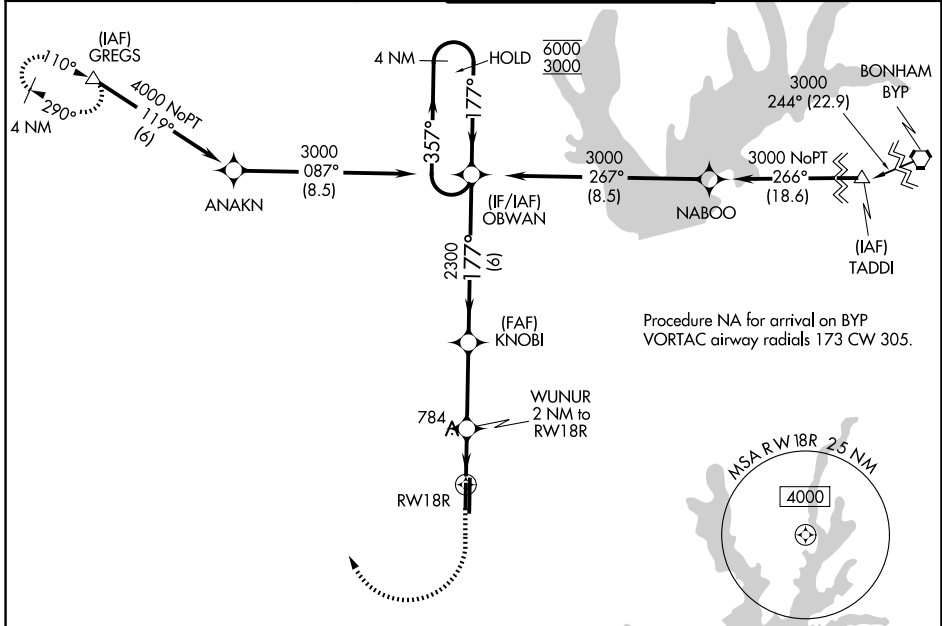 (IAF)
GREGS
110°
290°
4 NM
4000 NoPT
119°
(6)
ANAKN
3000
087°
(8.5)
4 NM
HOLD
6000
3000
357°
177°
(IF/IAF)
OBWAN
3000
267°
(8.5)
NABOO
3000 NoPT
266°
(18.6)
3000
244° (22.9)
BONHAM
BYP
(IAF)
TADDI
2300
177°
(6)
(FAF)
KNOBI
Procedure NA for arrival on BYP
VORTAC airway radials 173 CW 305.
784
WUNUR
2 NM to
RW18R
RW18R
MSA RW18R 25 NM
4000